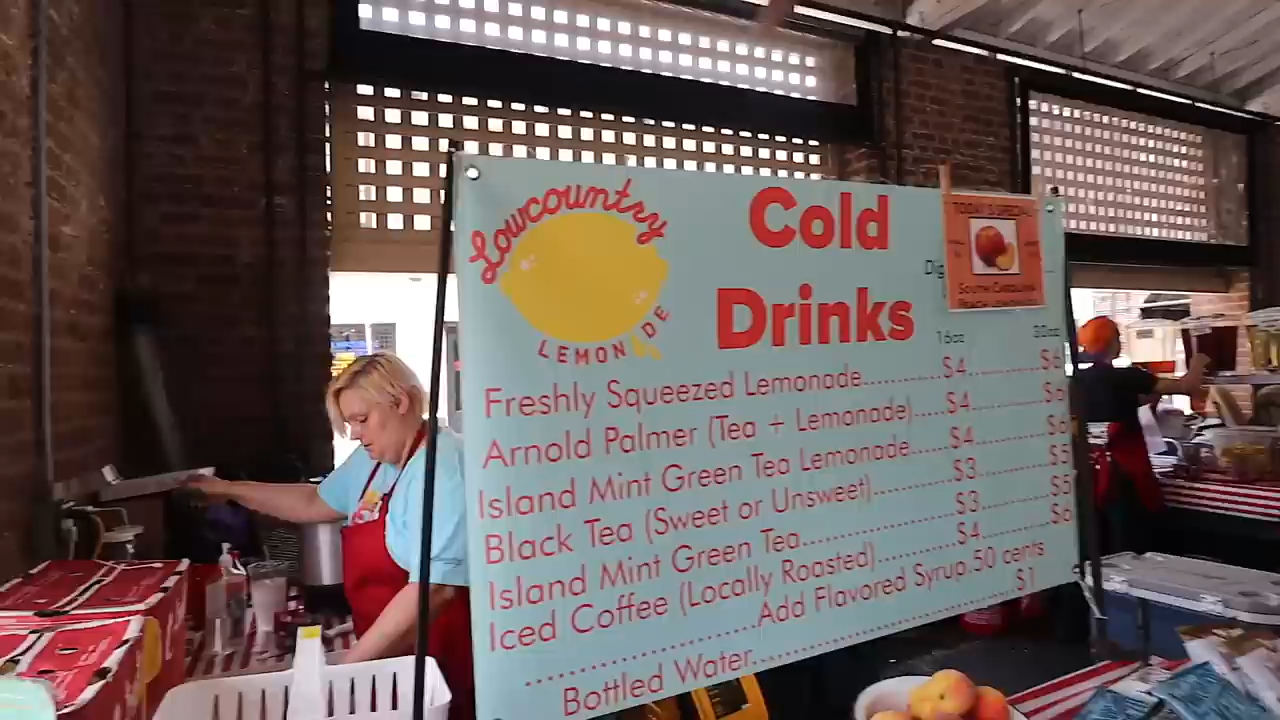 Lowcountry
LEMONADE
Cold
Drinks
TODAY'S SPECIAL
SOUTH CAROLINA
PEACH LEMONADE
Dig
16oz 32oz
Freshly Squeezed Lemonade..............$4..............$6
Arnold Palmer (Tea + Lemonade).....$4..............$6
Island Mint Green Tea Lemonade......$4..............$6
Black Tea (Sweet or Unsweet)............$3..............$5
Island Mint Green Tea.......................$3..............$5
Iced Coffee (Locally Roasted)............$4..............$6
......................Add Flavored Syrup.50 cents
Bottled Water.......................................$1